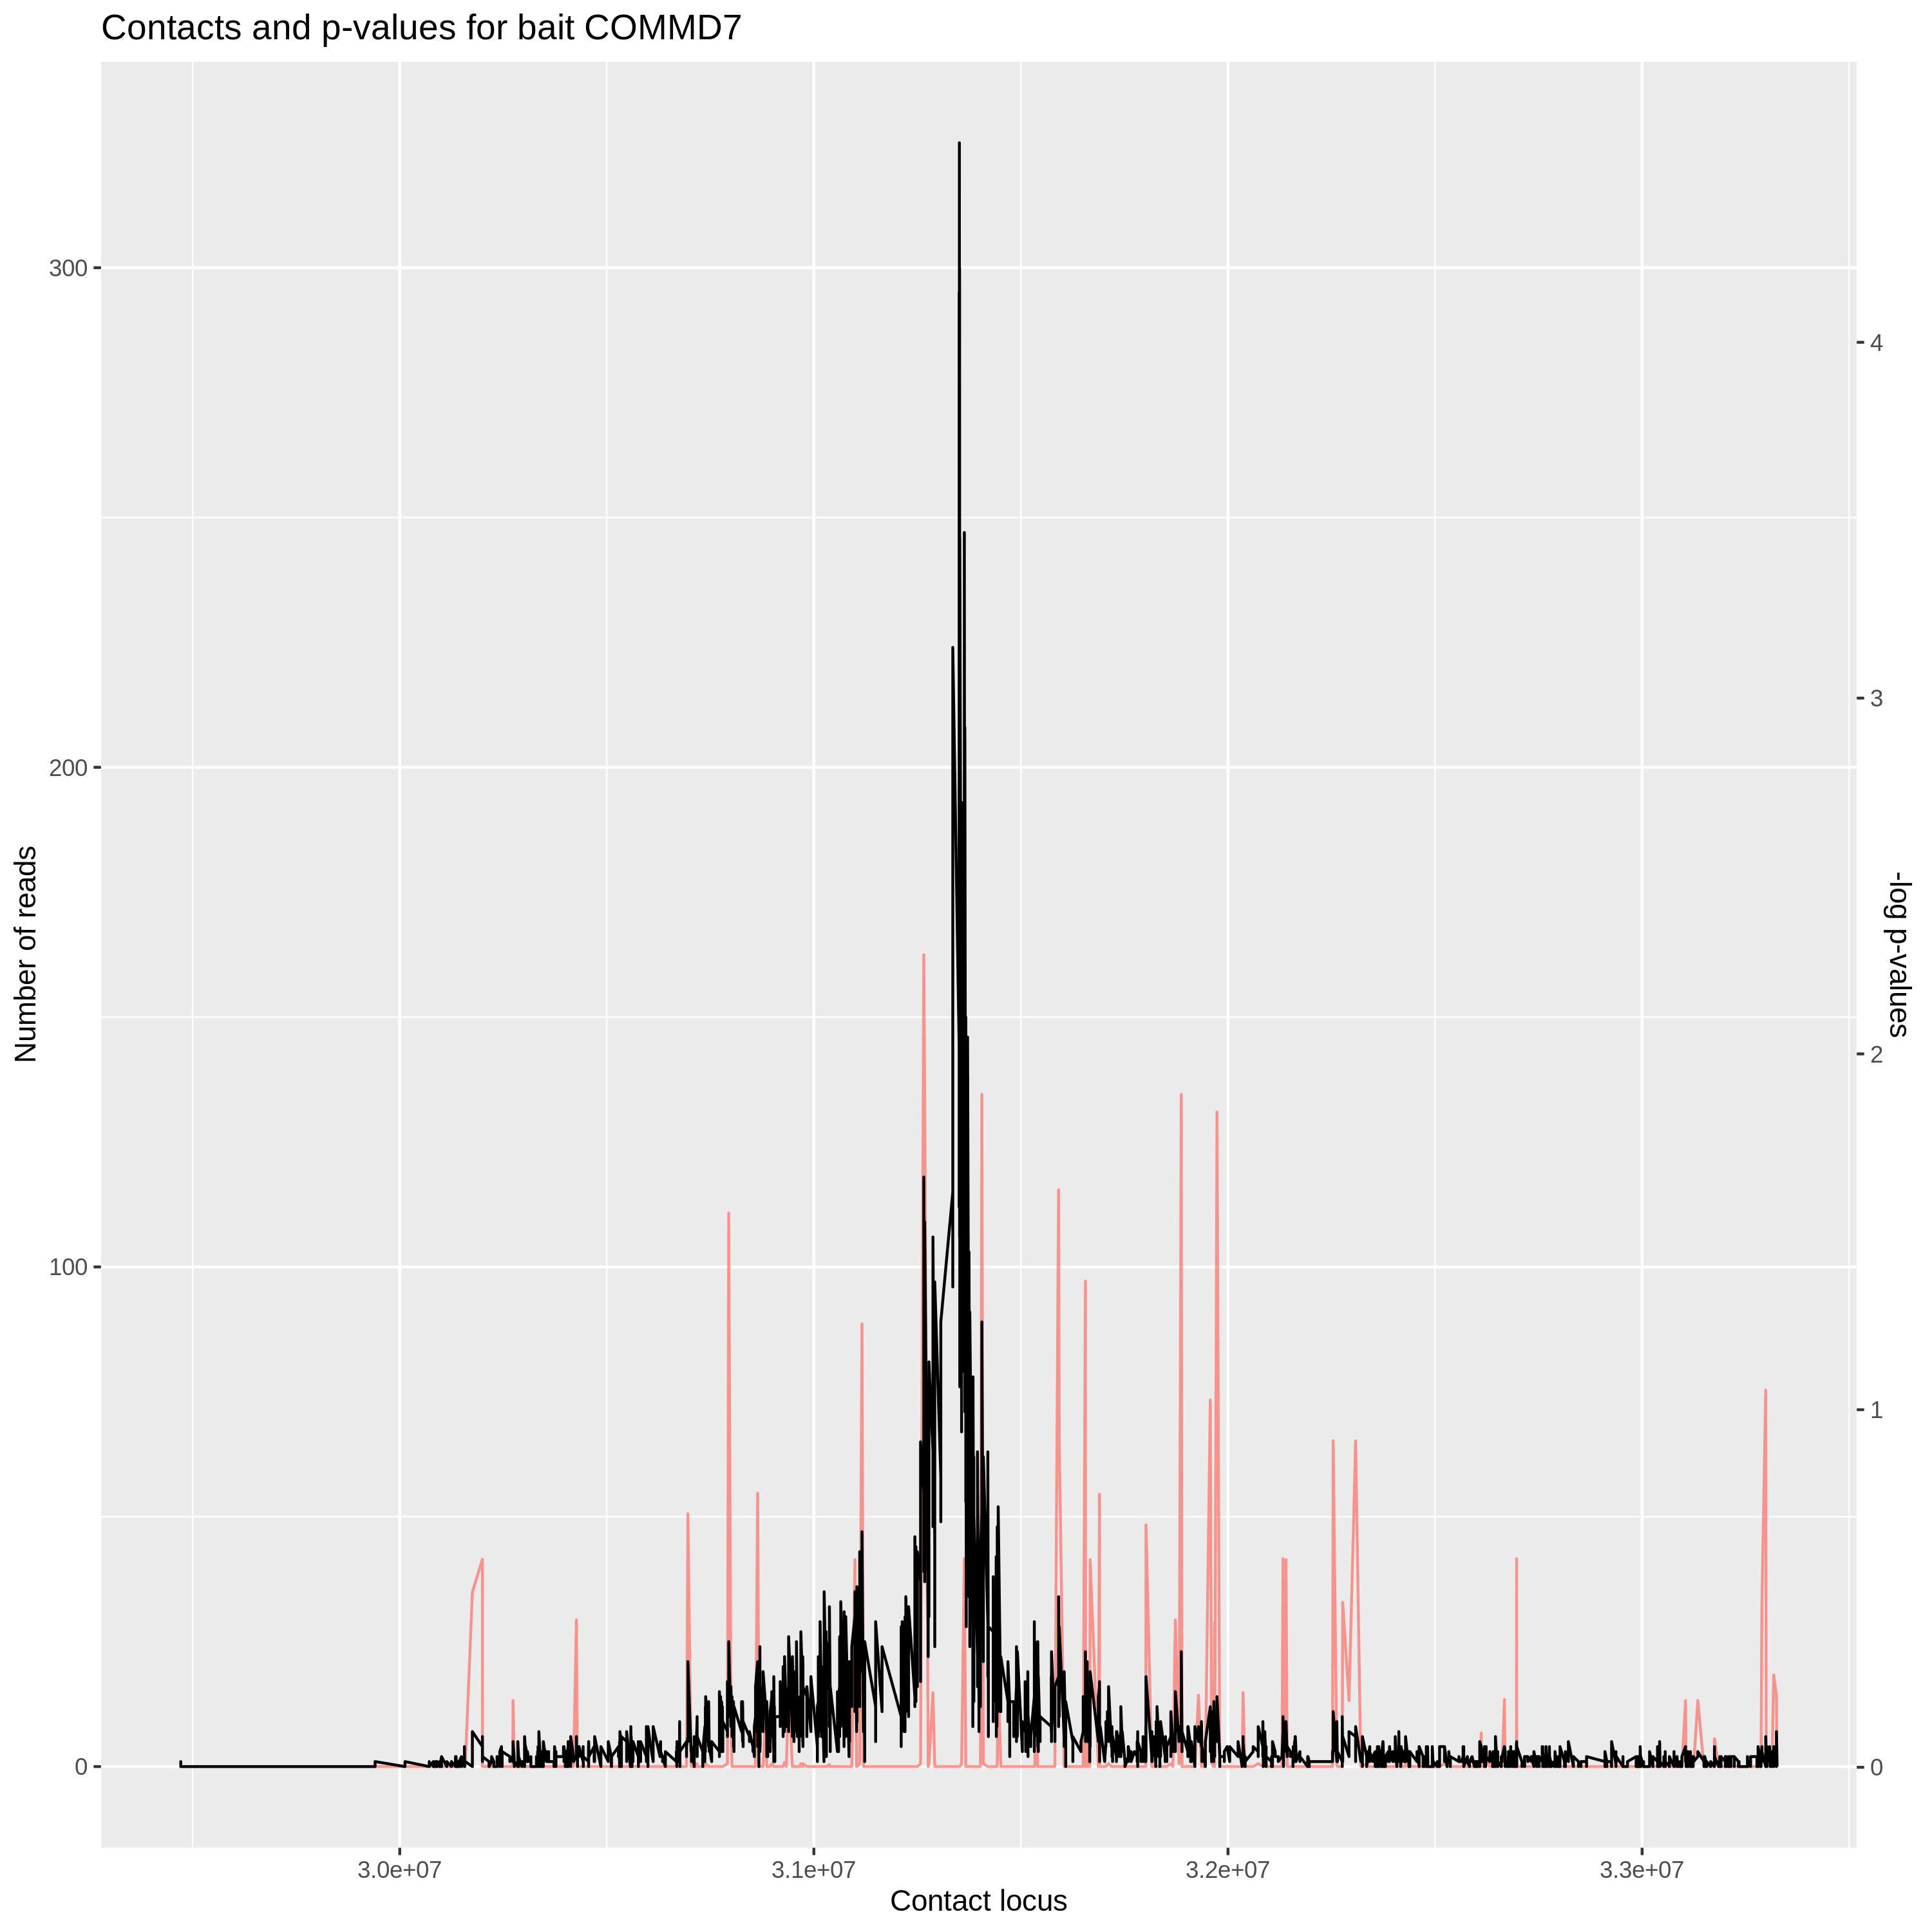 Contacts and p-values for bait COMMD7
300
200
100
0
4
3
2
1
0
Number of reads
-log p-values
3.0e+07
3.1e+07
3.2e+07
3.3e+07
Contact locus